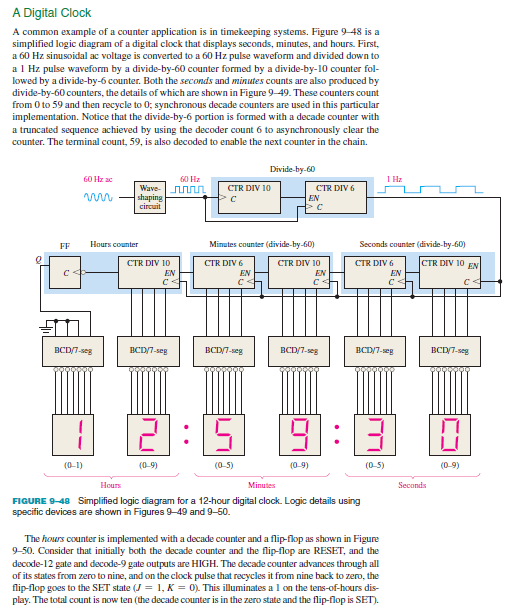 A Digital Clock
A common example of a counter application is in timekeeping systems. Figure 9–48 is a
simplified logic diagram of a digital clock that displays seconds, minutes, and hours. First,
a 60 Hz sinusoidal ac voltage is converted to a 60 Hz pulse waveform and divided down to
a 1 Hz pulse waveform by a divide-by-60 counter formed by a divide-by-10 counter fol-
lowed by a divide-by-6 counter. Both the seconds and minutes counts are also produced by
divide-by-60 counters, the details of which are shown in Figure 9–49. These counters count
from 0 to 59 and then recycle to 0; synchronous decade counters are used in this particular
implementation. Notice that the divide-by-6 portion is formed with a decade counter with
a truncated sequence achieved by using the decoder count 6 to asynchronously clear the
counter. The terminal count, 59, is also decoded to enable the next counter in the chain.
Divide-by-60
60 Hz ac 60 Hz 1 Hz
Wave-
shaping
circuit
CTR DIV 10
C
CTR DIV 6
EN
C
FF Hours counter Minutes counter (divide-by-60) Seconds counter (divide-by-60)
Q
C
CTR DIV 10
EN
C
CTR DIV 6
EN
C
CTR DIV 10
EN
C
CTR DIV 6
EN
C
CTR DIV 10 EN
C
BCD/7-seg BCD/7-seg BCD/7-seg BCD/7-seg BCD/7-seg BCD/7-seg
1 2 : 5 9 : 3 0
(0–1) (0–9) (0–5) (0–9) (0–5) (0–9)
Hours Minutes Seconds
FIGURE 9–48 Simplified logic diagram for a 12-hour digital clock. Logic details using
specific devices are shown in Figures 9–49 and 9–50.
The hours counter is implemented with a decade counter and a flip-flop as shown in Figure
9–50. Consider that initially both the decade counter and the flip-flop are RESET, and the
decode-12 gate and decode-9 gate outputs are HIGH. The decade counter advances through all
of its states from zero to nine, and on the clock pulse that recycles it from nine back to zero, the
flip-flop goes to the SET state (J = 1, K = 0). This illuminates a 1 on the tens-of-hours dis-
play. The total count is now ten (the decade counter is in the zero state and the flip-flop is SET).